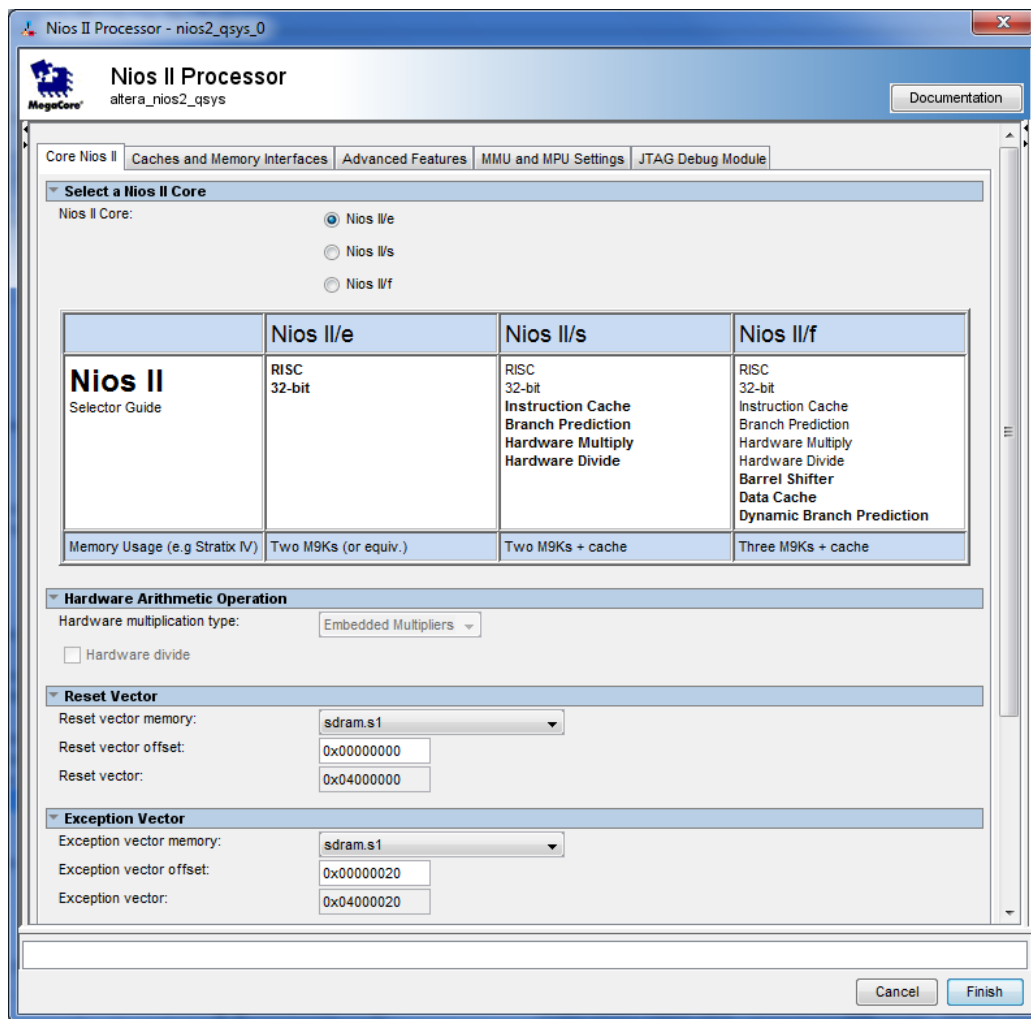 Nios II Processor - nios2_qsys_0
MegaCore®
Nios II Processor
altera_nios2_qsys
Documentation
Core Nios II
Caches and Memory Interfaces
Advanced Features
MMU and MPU Settings
JTAG Debug Module
Select a Nios II Core
Nios II Core:
Nios II/e
Nios II/s
Nios II/f
Nios II/e
Nios II/s
Nios II/f
Nios II
Selector Guide
RISC
32-bit
RISC
32-bit
Instruction Cache
Branch Prediction
Hardware Multiply
Hardware Divide
RISC
32-bit
Instruction Cache
Branch Prediction
Hardware Multiply
Hardware Divide
Barrel Shifter
Data Cache
Dynamic Branch Prediction
Memory Usage (e.g Stratix IV)
Two M9Ks (or equiv.)
Two M9Ks + cache
Three M9Ks + cache
Hardware Arithmetic Operation
Hardware multiplication type:
Embedded Multipliers
Hardware divide
Reset Vector
Reset vector memory:
sdram.s1
Reset vector offset:
0x00000000
Reset vector:
0x04000000
Exception Vector
Exception vector memory:
sdram.s1
Exception vector offset:
0x00000020
Exception vector:
0x04000020
Cancel
Finish